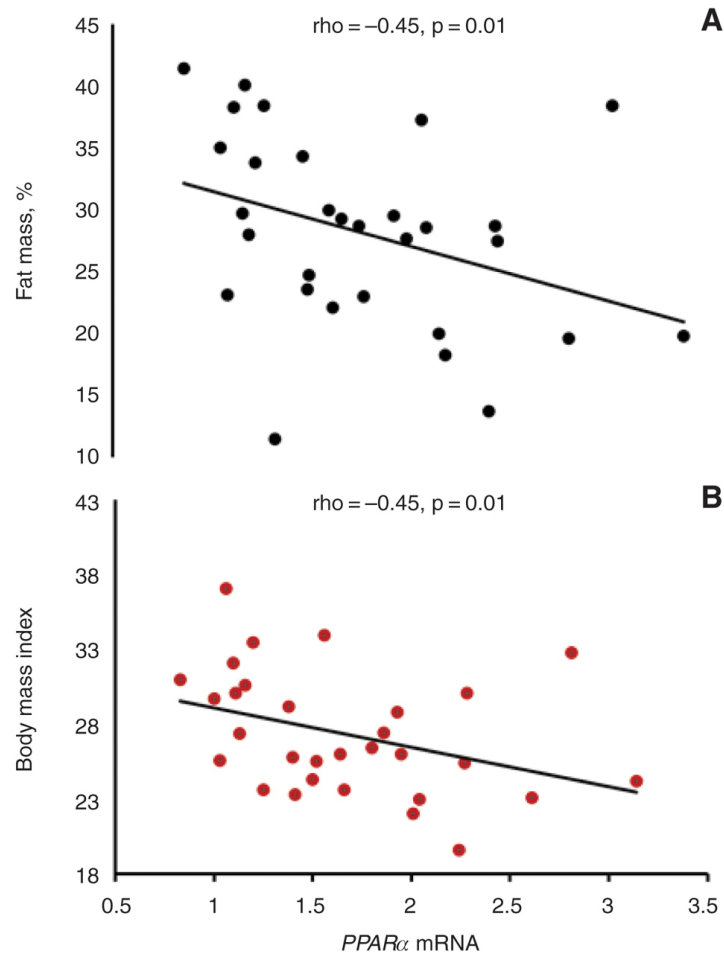 A
rho = –0.45, p = 0.01
45
40
35
30
25
20
15
10
Fat mass, %
B
rho = –0.45, p = 0.01
43
38
33
28
23
18
Body mass index
0.5 1 1.5 2 2.5 3 3.5
PPARα mRNA